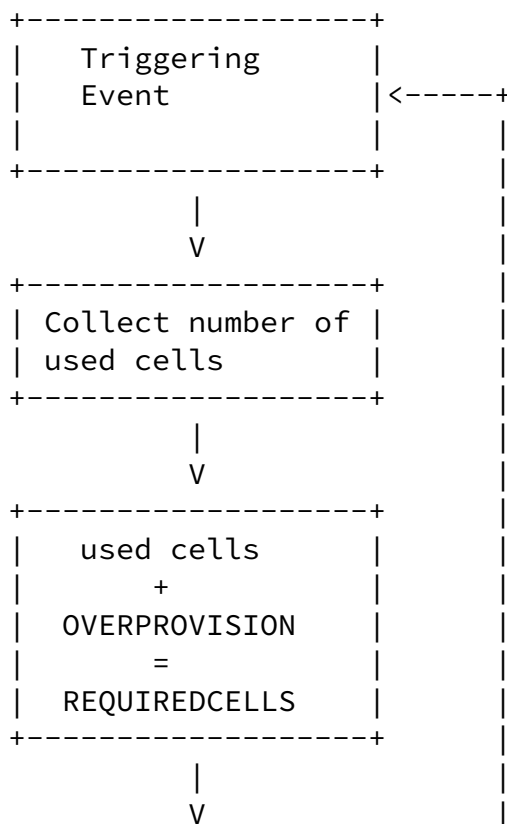 +-------------------+
|   Triggering      |
|   Event           |<-----+
|                   |      |
+-------------------+      |
          |                |
          V                |
+-------------------+      |
| Collect number of |      |
| used cells        |      |
+-------------------+      |
          |                |
          V                |
+-------------------+      |
|   used cells      |      |
|       +           |      |
|  OVERPROVISION    |      |
|       =           |      |
|  REQUIREDCELLS    |      |
+-------------------+      |
          |                |
          V                |